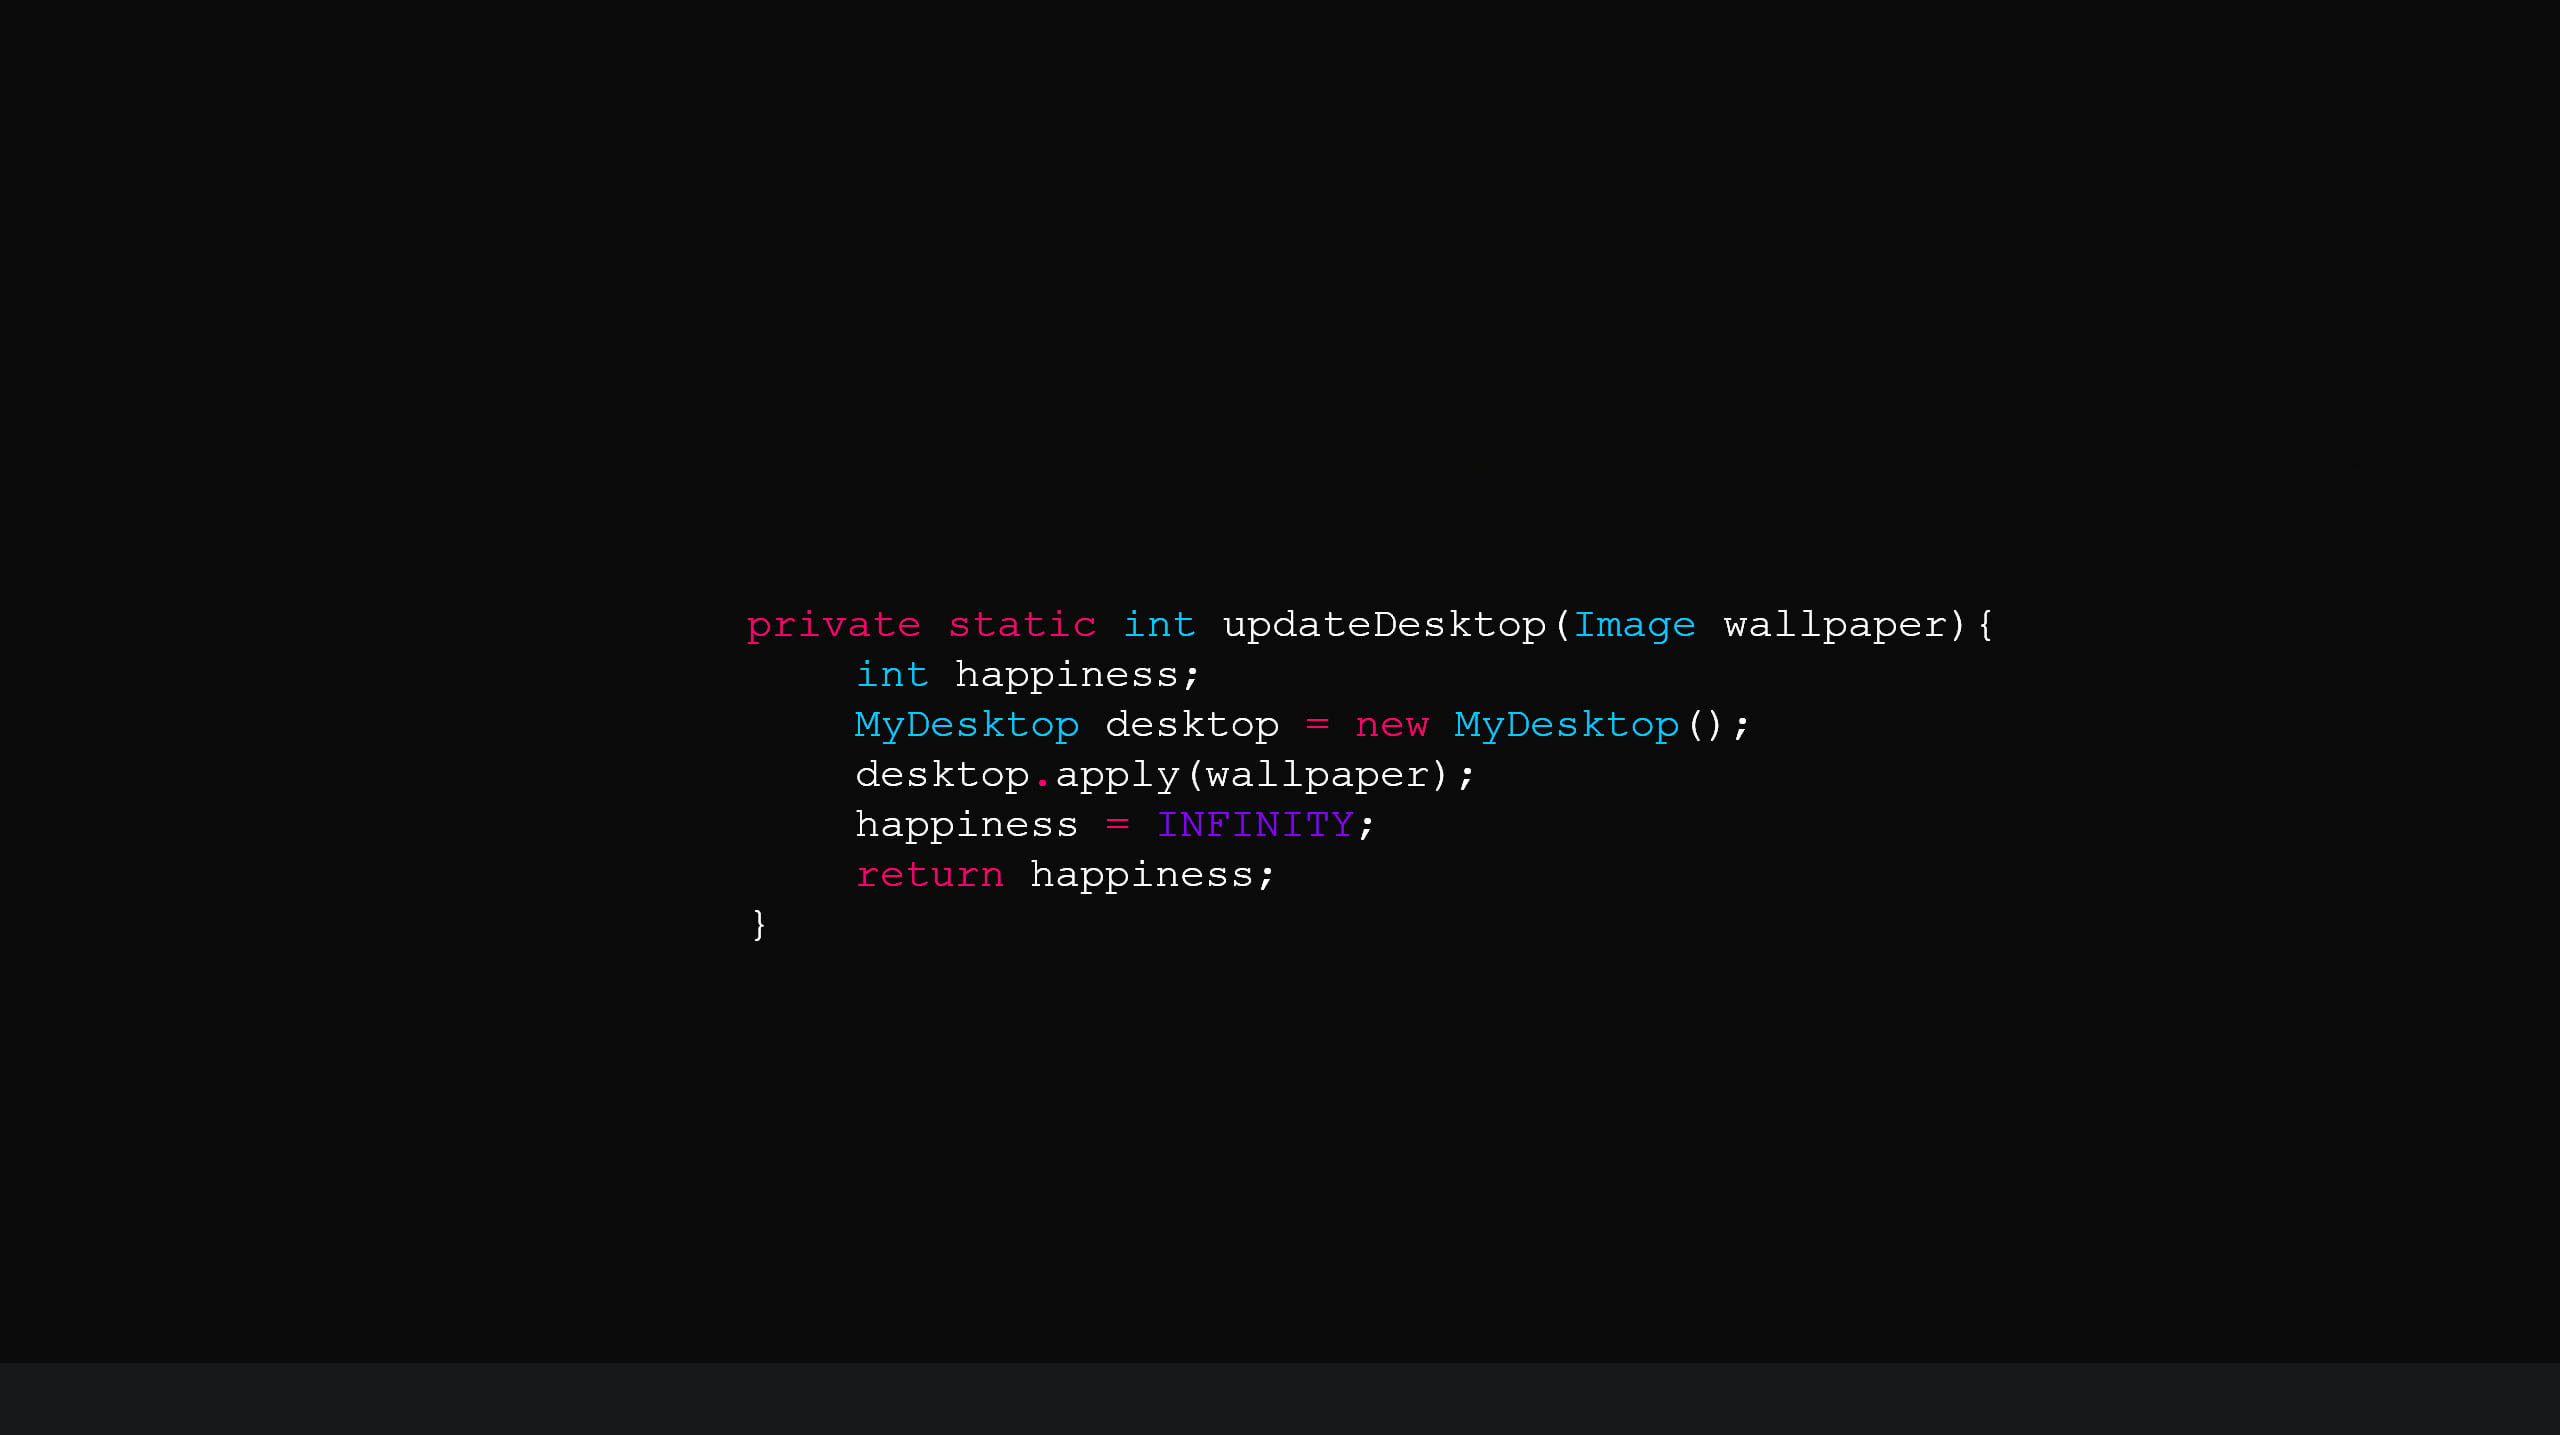 private static int updateDesktop(Image wallpaper){
int happiness;
MyDesktop desktop = new MyDesktop();
desktop.apply(wallpaper);
happiness = INFINITY;
return happiness;
}